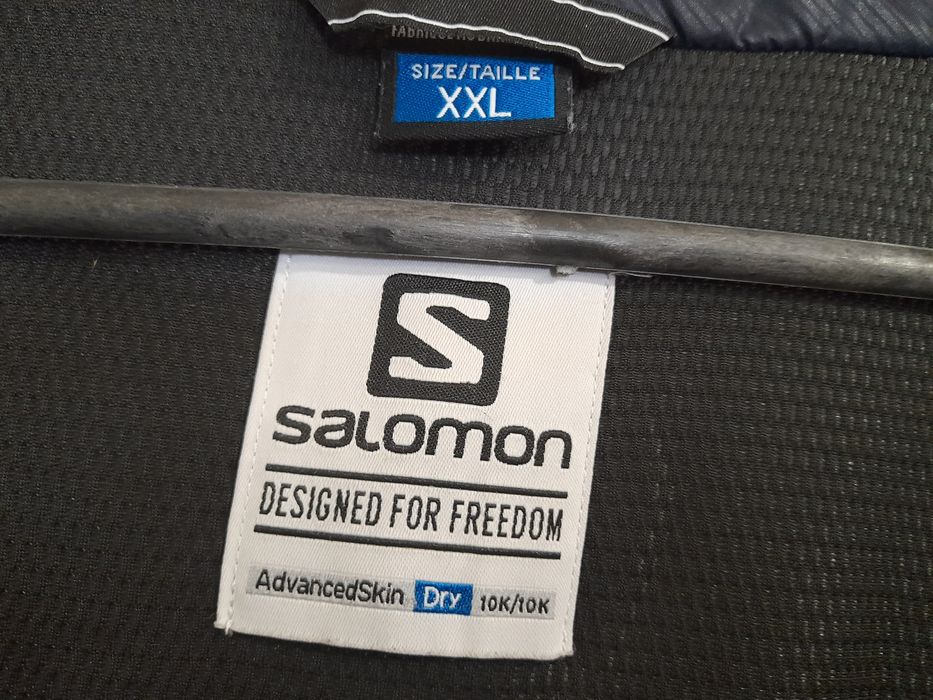 SIZE/TAILLE
XXL
S
SALOMON
DESIGNED FOR FREEDOM
AdvancedSkin Dry 10K/10K